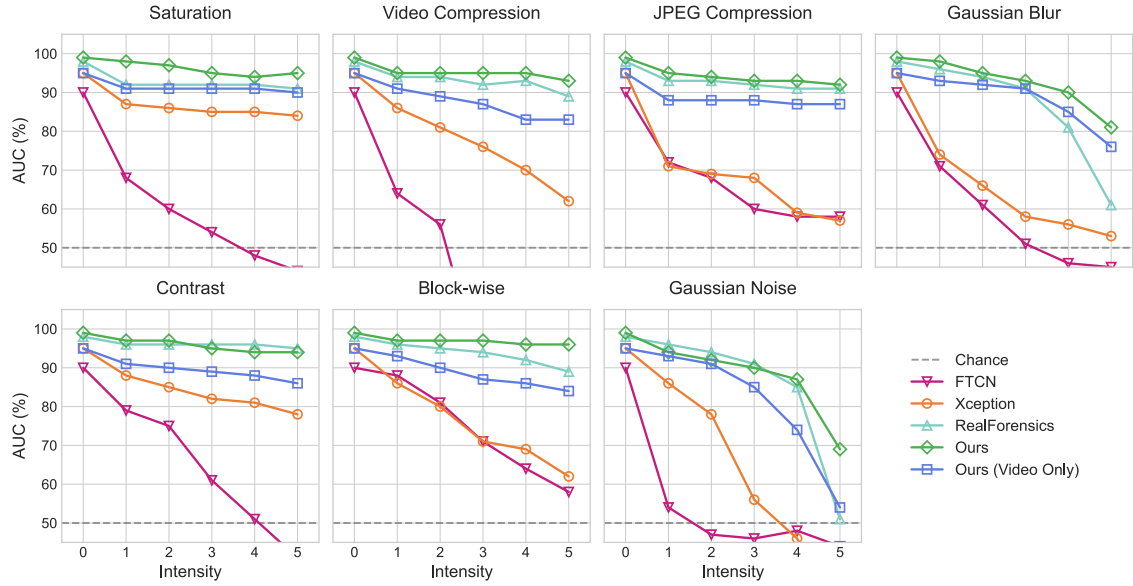 Saturation
Video Compression
JPEG Compression
Gaussian Blur
AUC (%)
100
90
80
70
60
50
Contrast
Block-wise
Gaussian Noise
AUC (%)
100
90
80
70
60
50
0 1 2 3 4 5
0 1 2 3 4 5
0 1 2 3 4 5
Intensity
Intensity
Intensity
Chance
FTCN
Xception
RealForensics
Ours
Ours (Video Only)